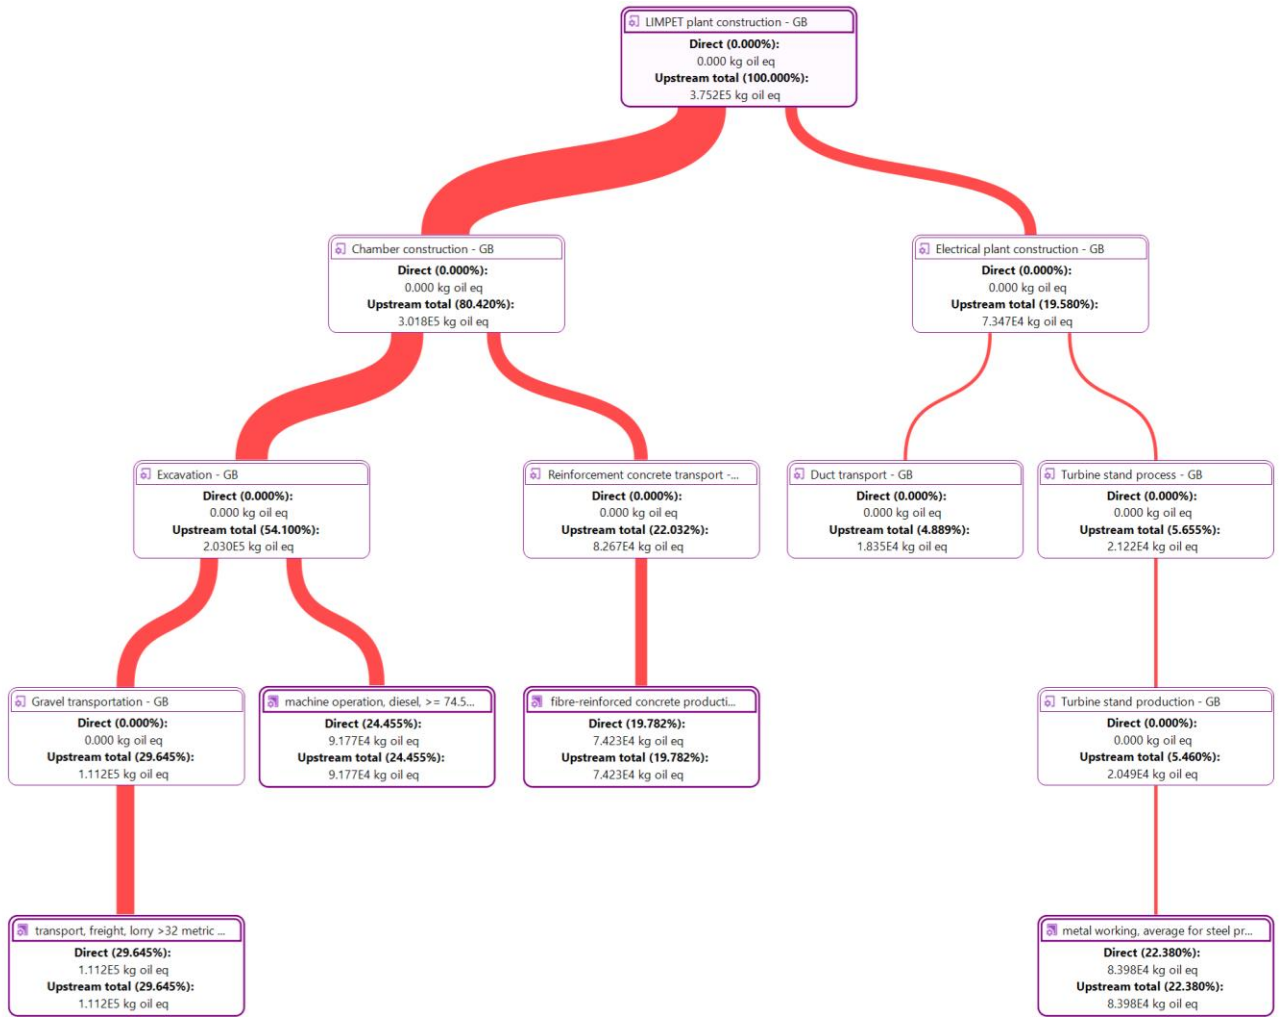 LIMPET plant construction - GB
Direct (0.000%):
0.000 kg oil eq
Upstream total (100.000%):
3.752E5 kg oil eq
Chamber construction - GB
Direct (0.000%):
0.000 kg oil eq
Upstream total (80.420%):
3.018E5 kg oil eq
Electrical plant construction - GB
Direct (0.000%):
0.000 kg oil eq
Upstream total (19.580%):
7.347E4 kg oil eq
Excavation - GB
Direct (0.000%):
0.000 kg oil eq
Upstream total (54.100%):
2.030E5 kg oil eq
Reinforcement concrete transport -...
Direct (0.000%):
0.000 kg oil eq
Upstream total (22.032%):
8.267E4 kg oil eq
Duct transport - GB
Direct (0.000%):
0.000 kg oil eq
Upstream total (4.889%):
1.835E4 kg oil eq
Turbine stand process - GB
Direct (0.000%):
0.000 kg oil eq
Upstream total (5.655%):
2.122E4 kg oil eq
Gravel transportation - GB
Direct (0.000%):
0.000 kg oil eq
Upstream total (29.645%):
1.112E5 kg oil eq
machine operation, diesel, >= 74.5...
Direct (24.455%):
9.177E4 kg oil eq
Upstream total (24.455%):
9.177E4 kg oil eq
fibre-reinforced concrete producti...
Direct (19.782%):
7.423E4 kg oil eq
Upstream total (19.782%):
7.423E4 kg oil eq
Turbine stand production - GB
Direct (0.000%):
0.000 kg oil eq
Upstream total (5.460%):
2.049E4 kg oil eq
transport, freight, lorry >32 metric ...
Direct (29.645%):
1.112E5 kg oil eq
Upstream total (29.645%):
1.112E5 kg oil eq
metal working, average for steel pr...
Direct (22.380%):
8.398E4 kg oil eq
Upstream total (22.380%):
8.398E4 kg oil eq